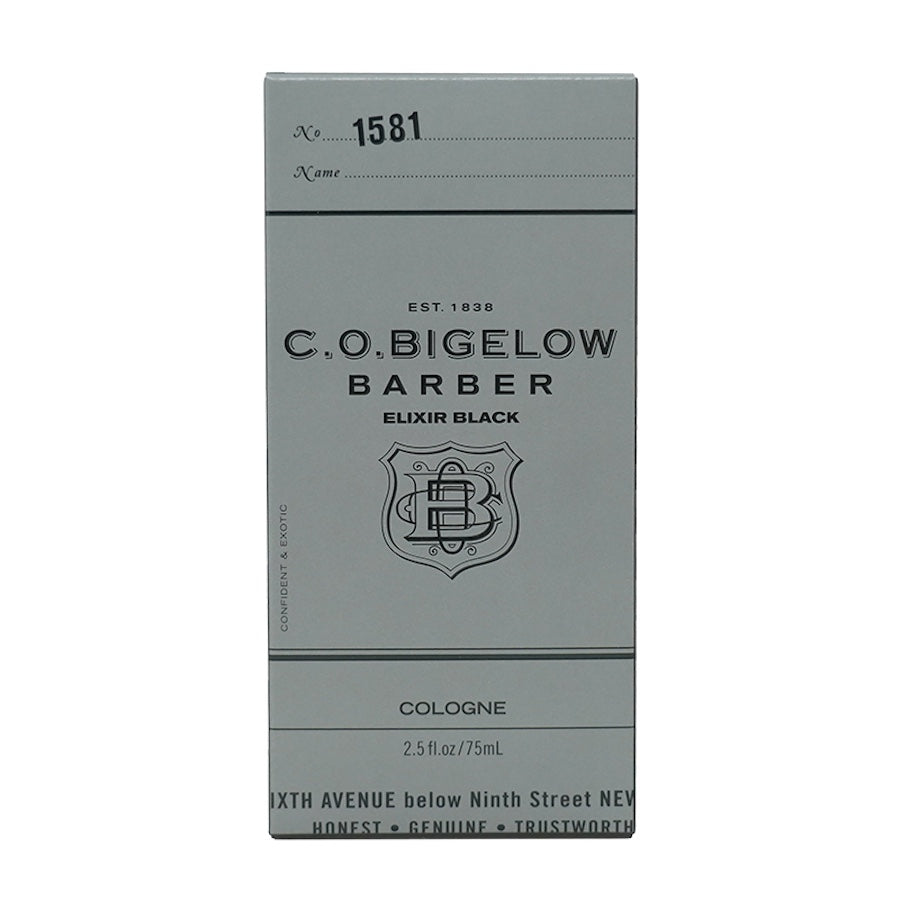 No 1581
Name
EST. 1838
C.O.BIGELOW
BARBER
ELIXIR BLACK
CONFIDENT & EXOTIC
COLOGNE
2.5 fl.oz/75mL
IXTH AVENUE below Ninth Street NEW
HONEST • GENUINE • TRUSTWORTH